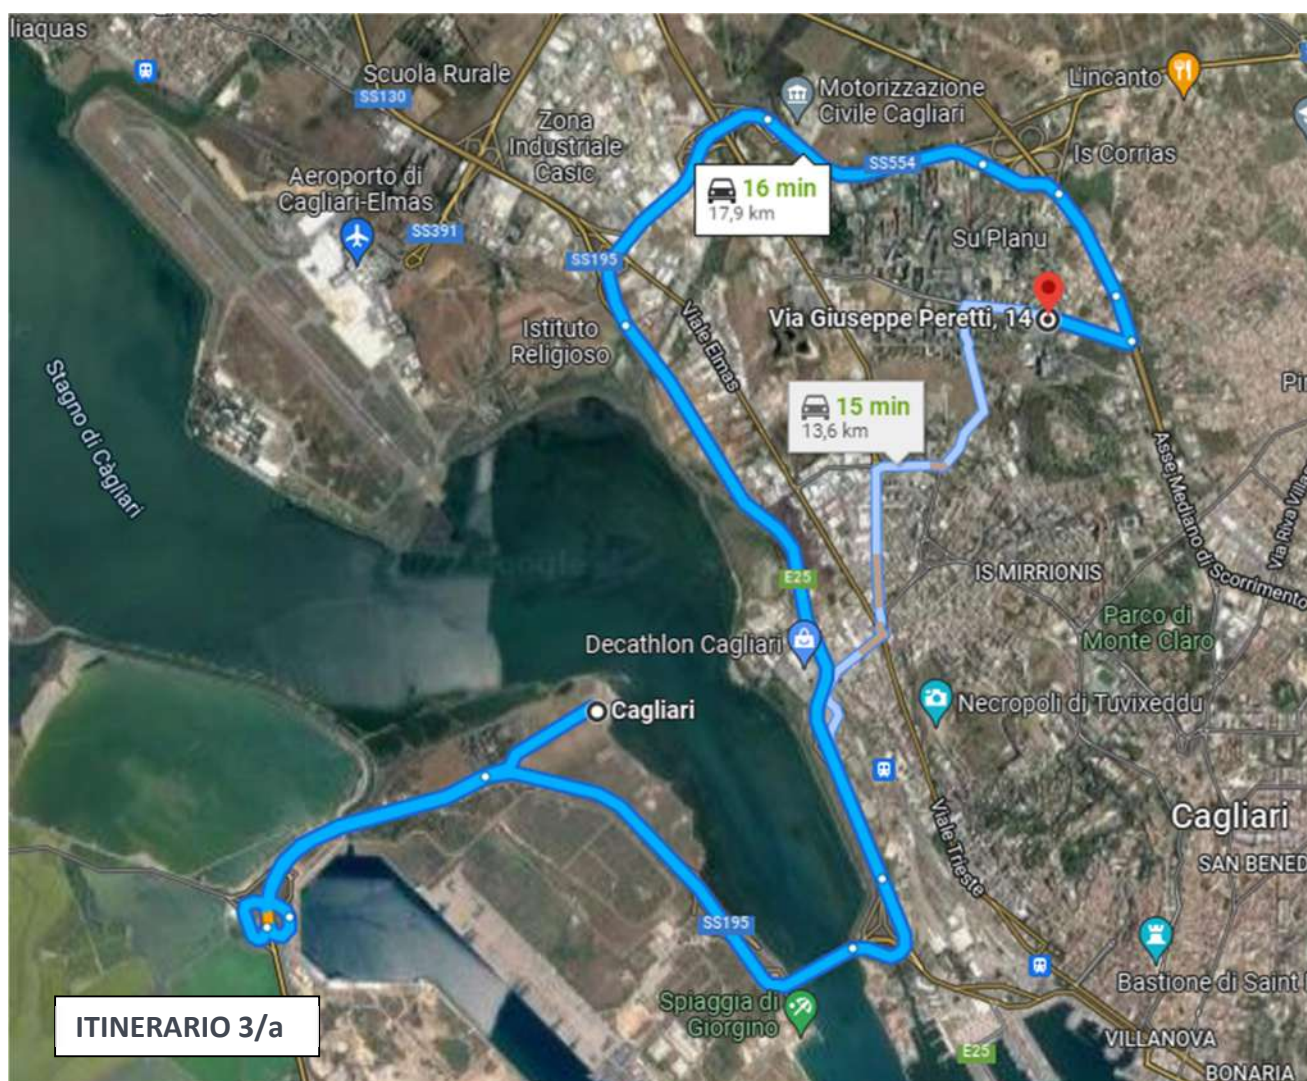 liaquas
Scuola Rurale
SS130
Motorizzazione
Civile Cagliari
Lincanto
Zona
Industriale
Casic
SS554
Is Corrias
Aeroporto di
Cagliari-Elmas
16 min
17,9 km
SS391
SS195
Su Planu
Istituto
Religioso
Viale Elmas
Via Giuseppe Peretti, 14
Stagno di Càgliari
15 min
13,6 km
Asse Mediano di Scorrimento
Via Riva Villa
E25
IS MIRRIONIS
Parco di
Monte Claro
Decathlon Cagliari
Cagliari
Necropoli di Tuvixeddu
Viale Trieste
Cagliari
SAN BENED
SS195
Spiaggia di
Giorgino
Bastione di Saint
ITINERARIO 3/a
E25
VILLANOVA
BONARIA